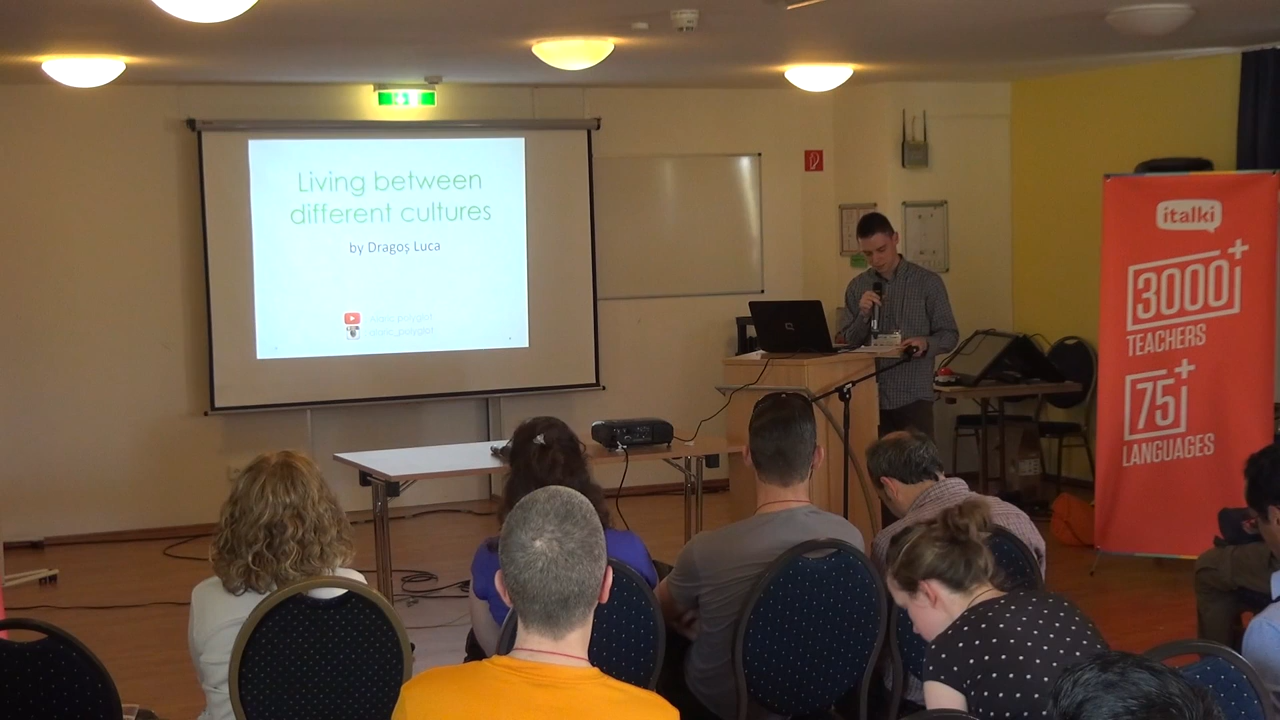 Living between
different cultures
by Dragoș Luca
italki
3000+
TEACHERS
75+
LANGUAGES